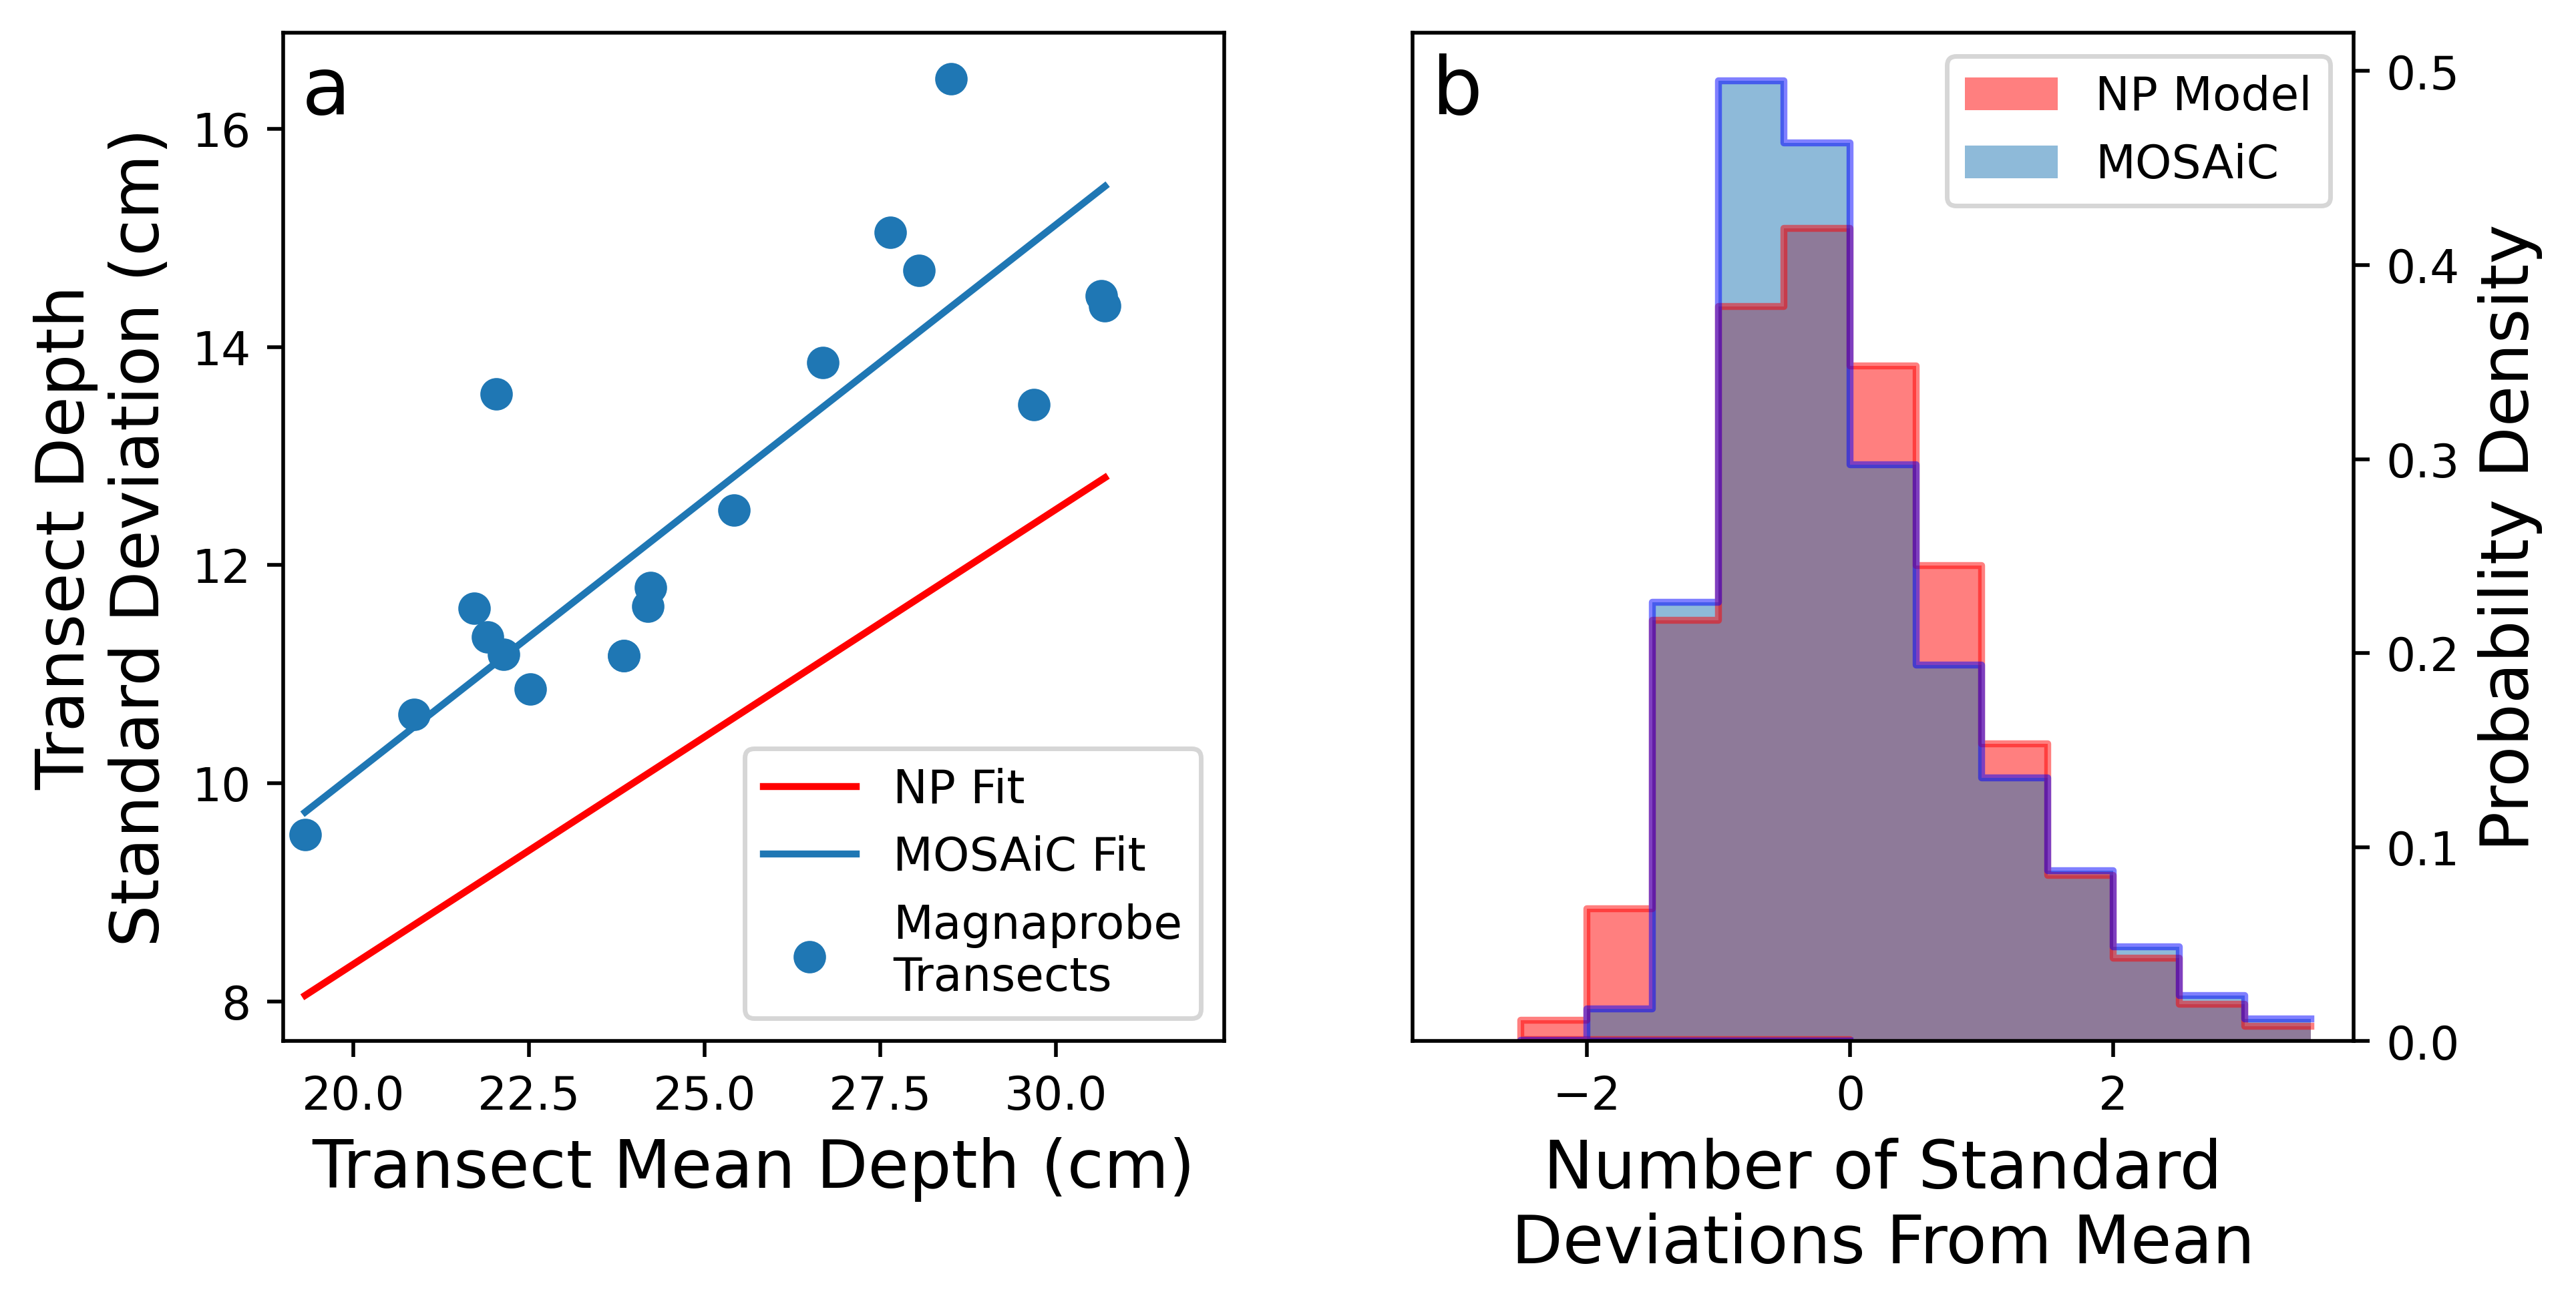 a
16
14
12
10
8
Transect Depth
Standard Deviation (cm)
20.0 22.5 25.0 27.5 30.0
Transect Mean Depth (cm)
NP Fit
MOSAiC Fit
Magnaprobe
Transects
b
NP Model
MOSAiC
0.5
0.4
0.3
0.2
0.1
0.0
Probability Density
−2 0 2
Number of Standard
Deviations From Mean